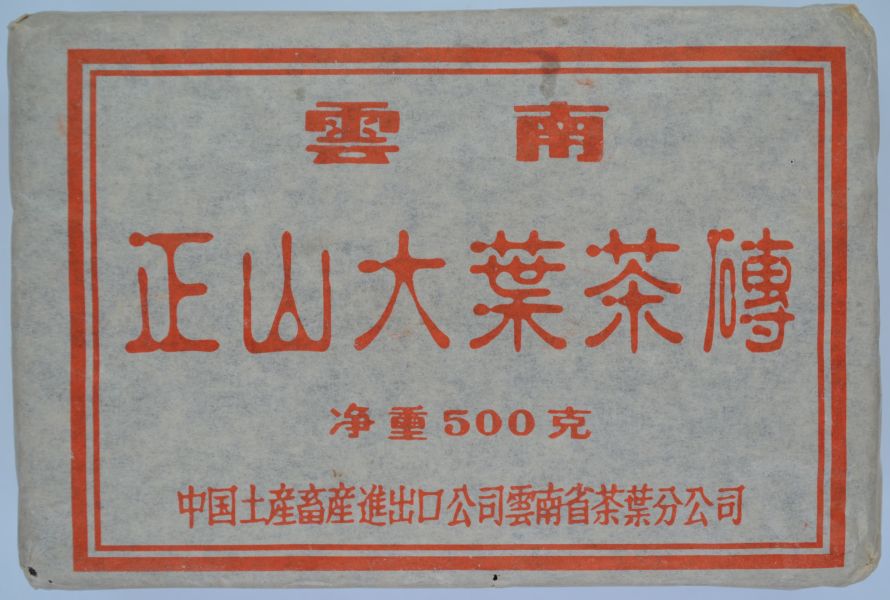 雲南
正山大葉茶磚
净重500克
中国土産畜産進出口公司雲南省茶葉分公司